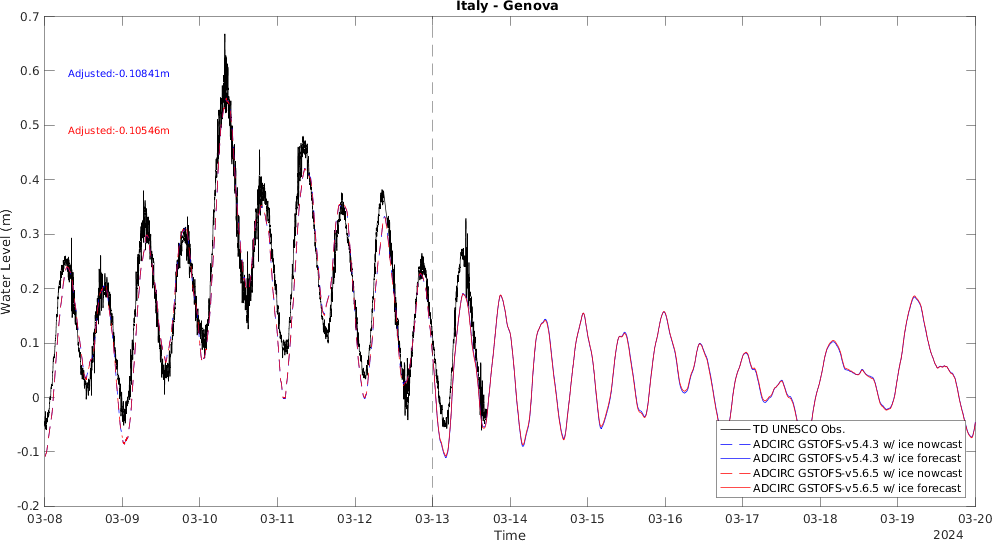 Italy - Genova
0.7
0.6
0.5
0.4
0.3
0.2
0.1
0
-0.1
-0.2
Water Level (m)
Adjusted:-0.10841m
Adjusted:-0.10546m
TD UNESCO Obs.
ADCIRC GSTOFS-v5.4.3 w/ ice nowcast
ADCIRC GSTOFS-v5.4.3 w/ ice forecast
ADCIRC GSTOFS-v5.6.5 w/ ice nowcast
ADCIRC GSTOFS-v5.6.5 w/ ice forecast
03-08 03-09 03-10 03-11 03-12 03-13 03-14 03-15 03-16 03-17 03-18 03-19 03-20
Time
2024